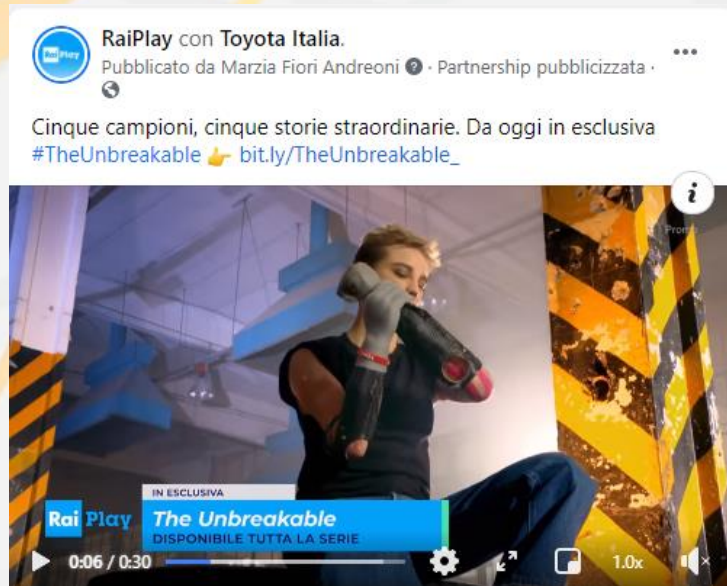 RaiPlay con Toyota Italia.
Pubblicato da Marzia Fiori Andreoni · Partnership pubblicizzata ·
Cinque campioni, cinque storie straordinarie. Da oggi in esclusiva
#TheUnbreakable 👉 bit.ly/TheUnbreakable_
IN ESCLUSIVA
Rai Play
The Unbreakable
DISPONIBILE TUTTA LA SERIE
0:06 / 0:30
1.0x